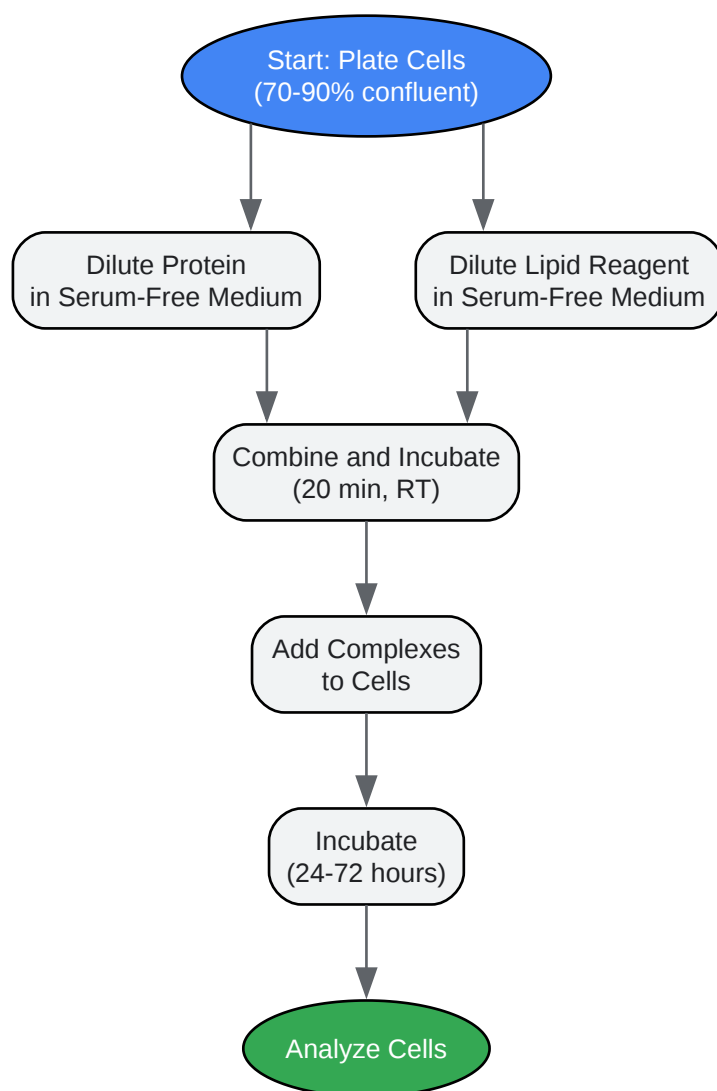 Start: Plate Cells
(70-90% confluent)
Dilute Protein
in Serum-Free Medium
Dilute Lipid Reagent
in Serum-Free Medium
Combine and Incubate
(20 min, RT)
Add Complexes
to Cells
Incubate
(24-72 hours)
Analyze Cells